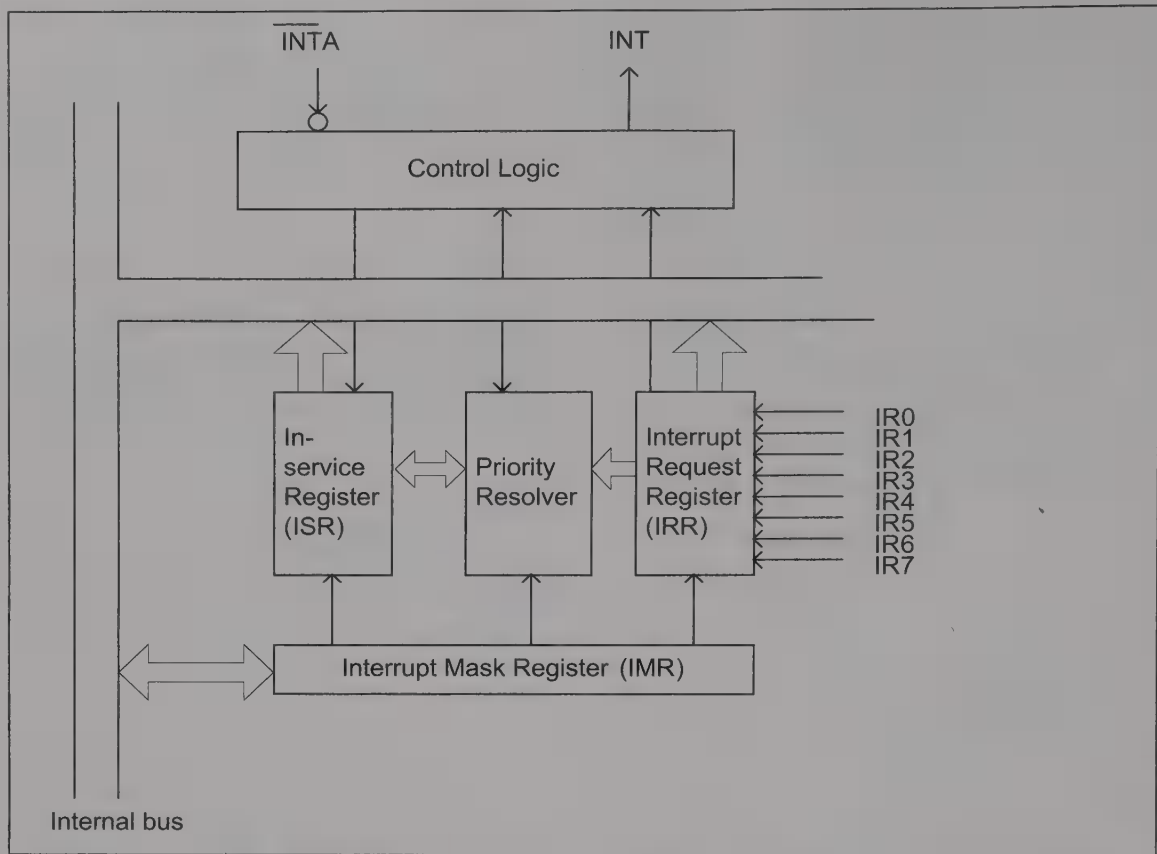 INTA
INT
Control Logic
In-
service
Register
(ISR)
Priority
Resolver
Interrupt
Request
Register
(IRR)
IR0
IR1
IR2
IR3
IR4
IR5
IR6
IR7
Interrupt Mask Register (IMR)
Internal bus